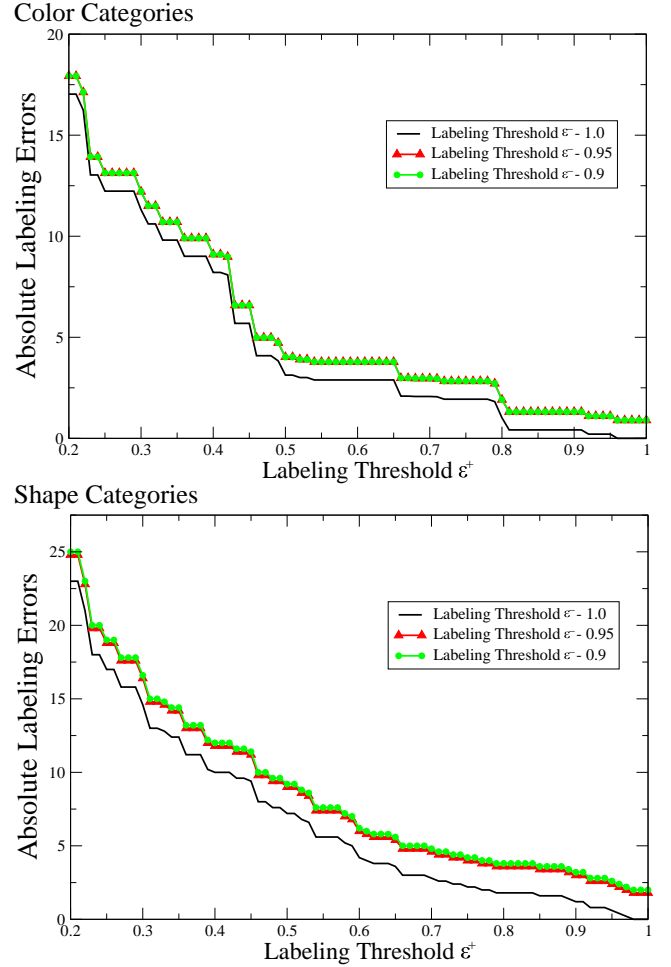 Color Categories
20
15
10
5
0
Absolute Labeling Errors
Labeling Threshold ε⁻ - 1.0
Labeling Threshold ε⁻ - 0.95
Labeling Threshold ε⁻ - 0.9
0.2 0.3 0.4 0.5 0.6 0.7 0.8 0.9 1
Labeling Threshold ε⁺
Shape Categories
25
20
15
10
5
0
Absolute Labeling Errors
Labeling Threshold ε⁻ - 1.0
Labeling Threshold ε⁻ - 0.95
Labeling Threshold ε⁻ - 0.9
0.2 0.3 0.4 0.5 0.6 0.7 0.8 0.9 1
Labeling Threshold ε⁺